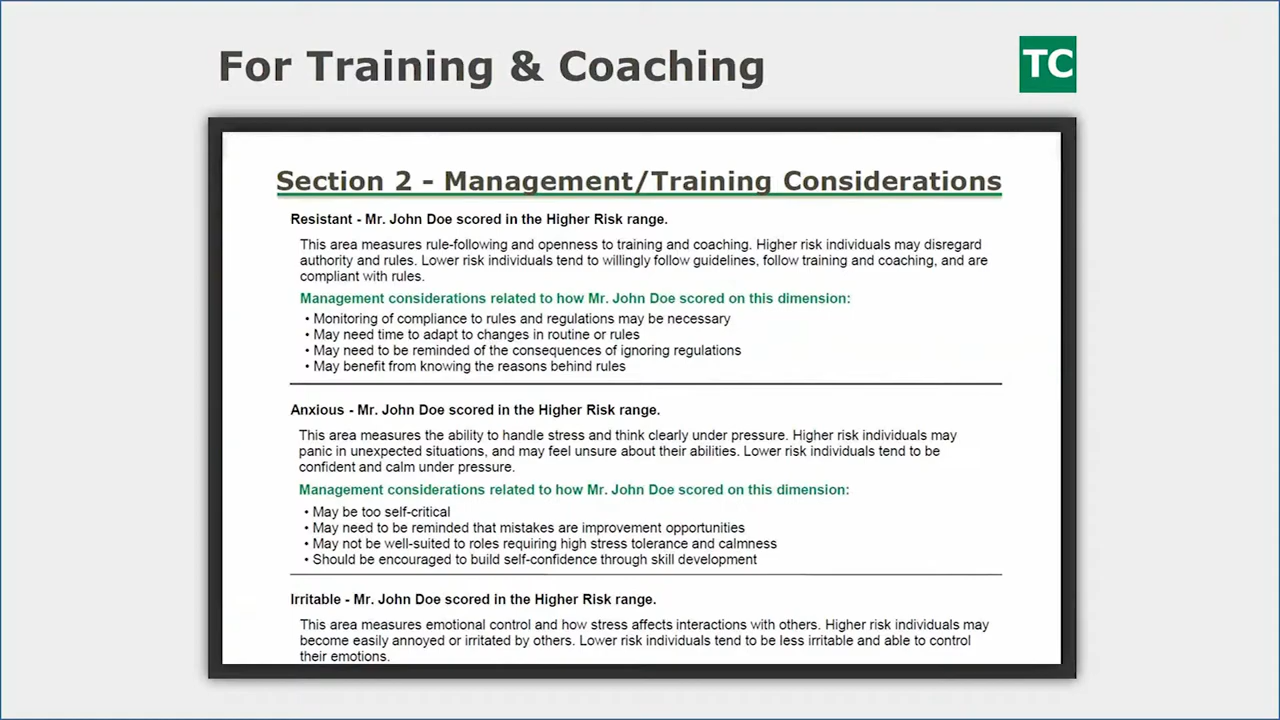 For Training & Coaching
TC
Section 2 - Management/Training Considerations
Resistant - Mr. John Doe scored in the Higher Risk range.
This area measures rule-following and openness to training and coaching. Higher risk individuals may disregard
authority and rules. Lower risk individuals tend to willingly follow guidelines, follow training and coaching, and are
compliant with rules.
Management considerations related to how Mr. John Doe scored on this dimension:
• Monitoring of compliance to rules and regulations may be necessary
• May need time to adapt to changes in routine or rules
• May need to be reminded of the consequences of ignoring regulations
• May benefit from knowing the reasons behind rules
Anxious - Mr. John Doe scored in the Higher Risk range.
This area measures the ability to handle stress and think clearly under pressure. Higher risk individuals may
panic in unexpected situations, and may feel unsure about their abilities. Lower risk individuals tend to be
confident and calm under pressure.
Management considerations related to how Mr. John Doe scored on this dimension:
• May be too self-critical
• May need to be reminded that mistakes are improvement opportunities
• May not be well-suited to roles requiring high stress tolerance and calmness
• Should be encouraged to build self-confidence through skill development
Irritable - Mr. John Doe scored in the Higher Risk range.
This area measures emotional control and how stress affects interactions with others. Higher risk individuals may
become easily annoyed or irritated by others. Lower risk individuals tend to be less irritable and able to control
their emotions.